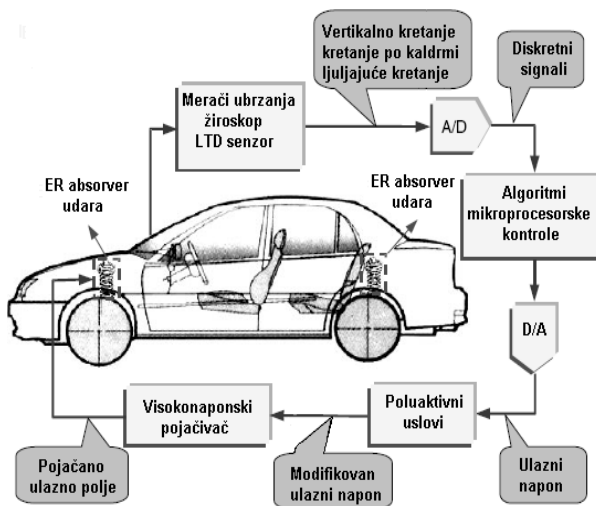 Vertikalno kretanje
kretanje po kaldrmi
ljuljajuće kretanje
Diskretni
signali
Merači ubrzanja
žiroskop
LTD senzor
A/D
ER absorver
udara
ER absorver
udara
Algoritmi
mikroprocesorske
kontrole
D/A
Visokonaponski
pojačivač
Poluaktivni
uslovi
Pojačano
ulazno polje
Modifikovan
ulazni napon
Ulazni
napon